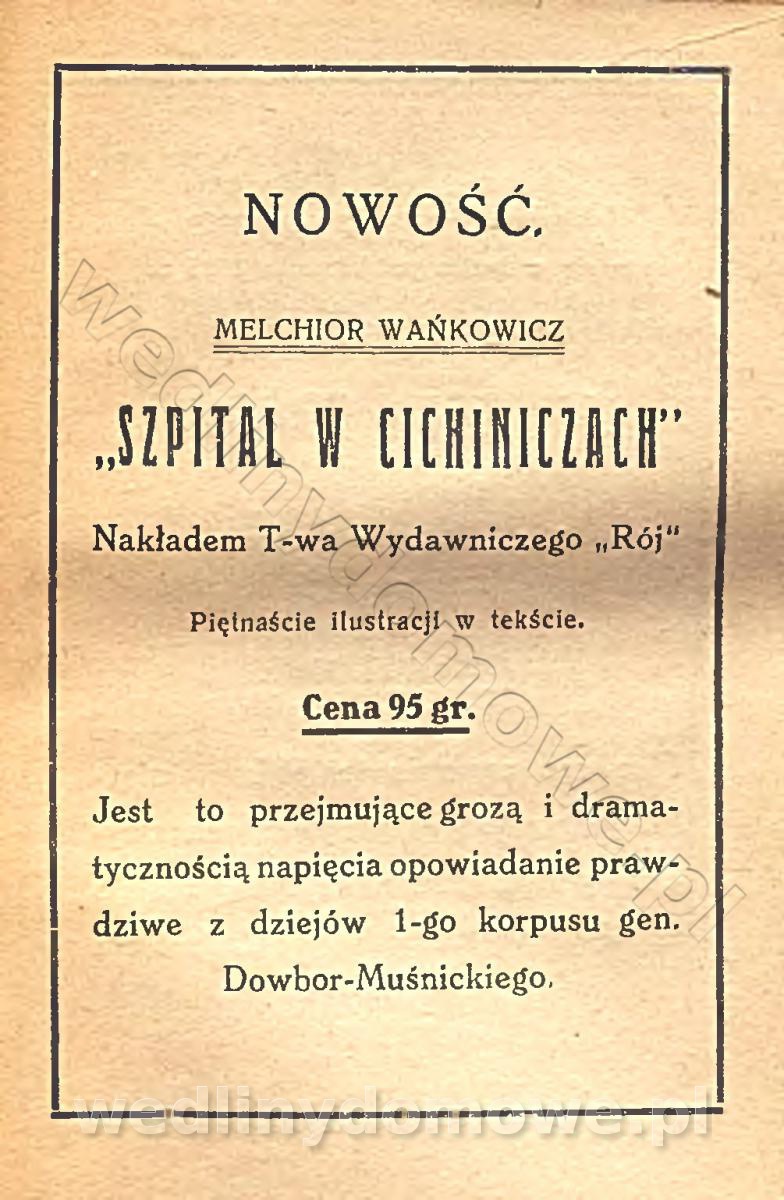 NOWOŚĆ.
MELCHIOR WAŃKOWICZ
„SZPITAL W CICHINICZACH"
Nakładem T-wa Wydawniczego „Rój"
Piętnaście ilustracji w tekście.
Cena 95 gr.
Jest to przejmujące grozą i drama-
tycznością napięcia opowiadanie praw-
dziwe z dziejów 1-go korpusu gen.
Dowbor-Muśnickiego.
wedlinydomowe.pl
wedlinydomowe.pl